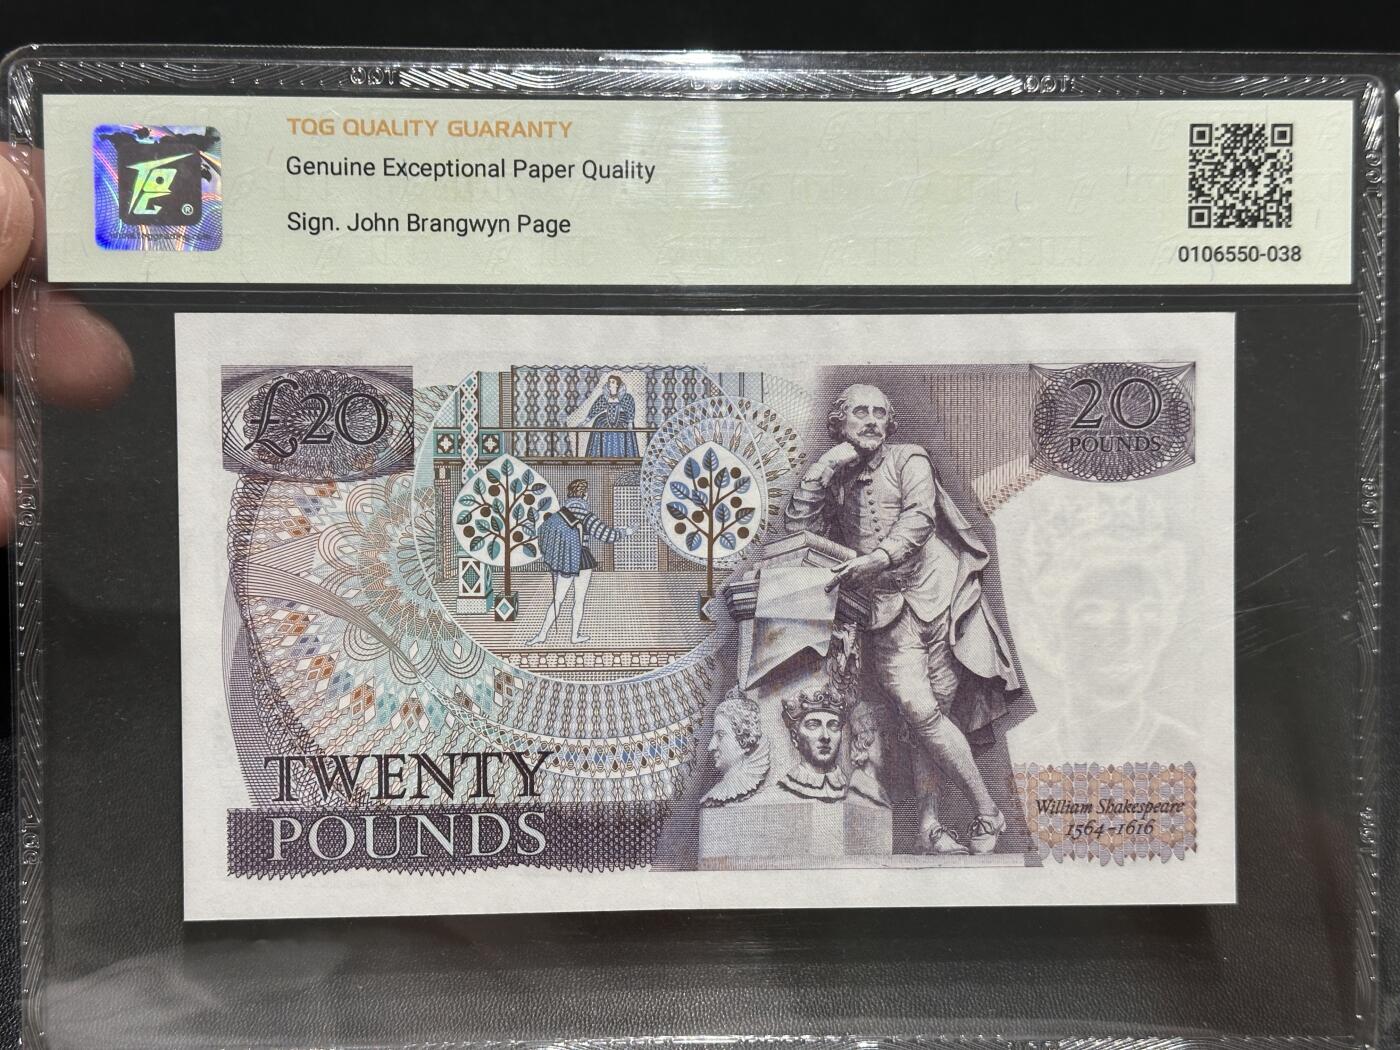 TQG QUALITY GUARANTY
Genuine Exceptional Paper Quality
Sign. John Brangwyn Page
®
0106550-038
£20
20
POUNDS
TWENTY
POUNDS
William Shakespeare
1564-1616